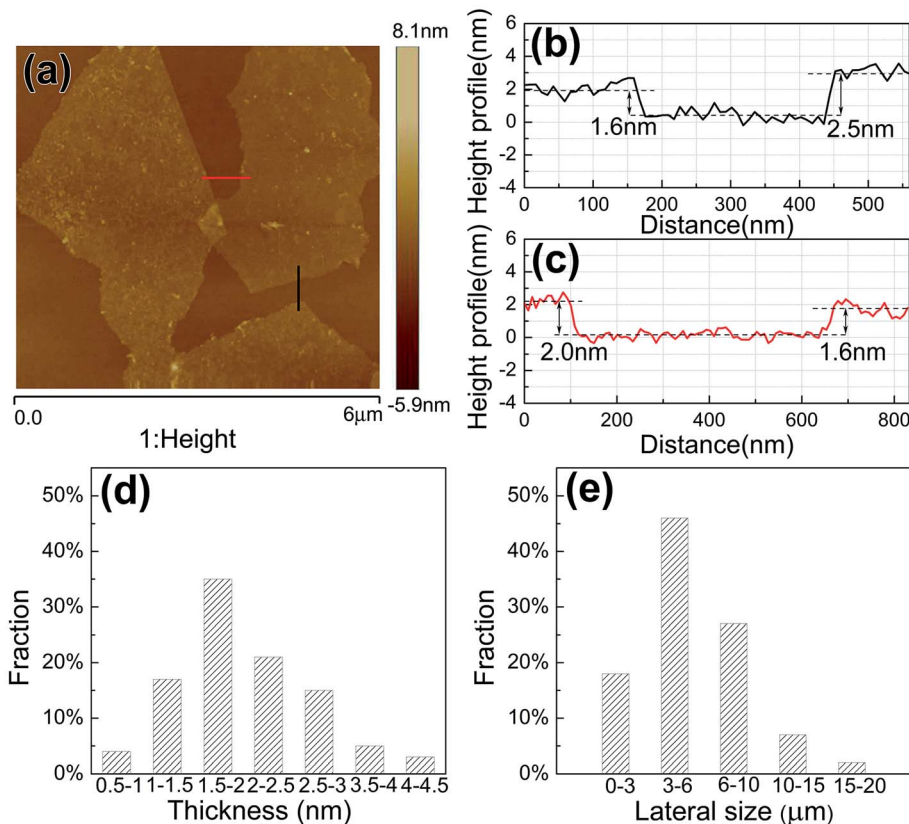 (a)
8.1nm
-5.9nm
0.0
6μm
1:Height
(b)
Height profile(nm)
6
4
2
0
2
-4
1.6nm
2.5nm
0 100 200 300 400 500
Distance(nm)
(c)
Height profile(nm)
6
4
2
0
2
-4
2.0nm
1.6nm
0 200 400 600 800
Distance(nm)
(d)
Fraction
50%
40%
30%
20%
10%
0%
0.5-1 1-1.5 1.5-2 2-2.5 2.5-3 3.5-4 4-4.5
Thickness (nm)
(e)
Fraction
50%
40%
30%
20%
10%
0%
0-3 3-6 6-10 10-15 15-20
Lateral size (μm)